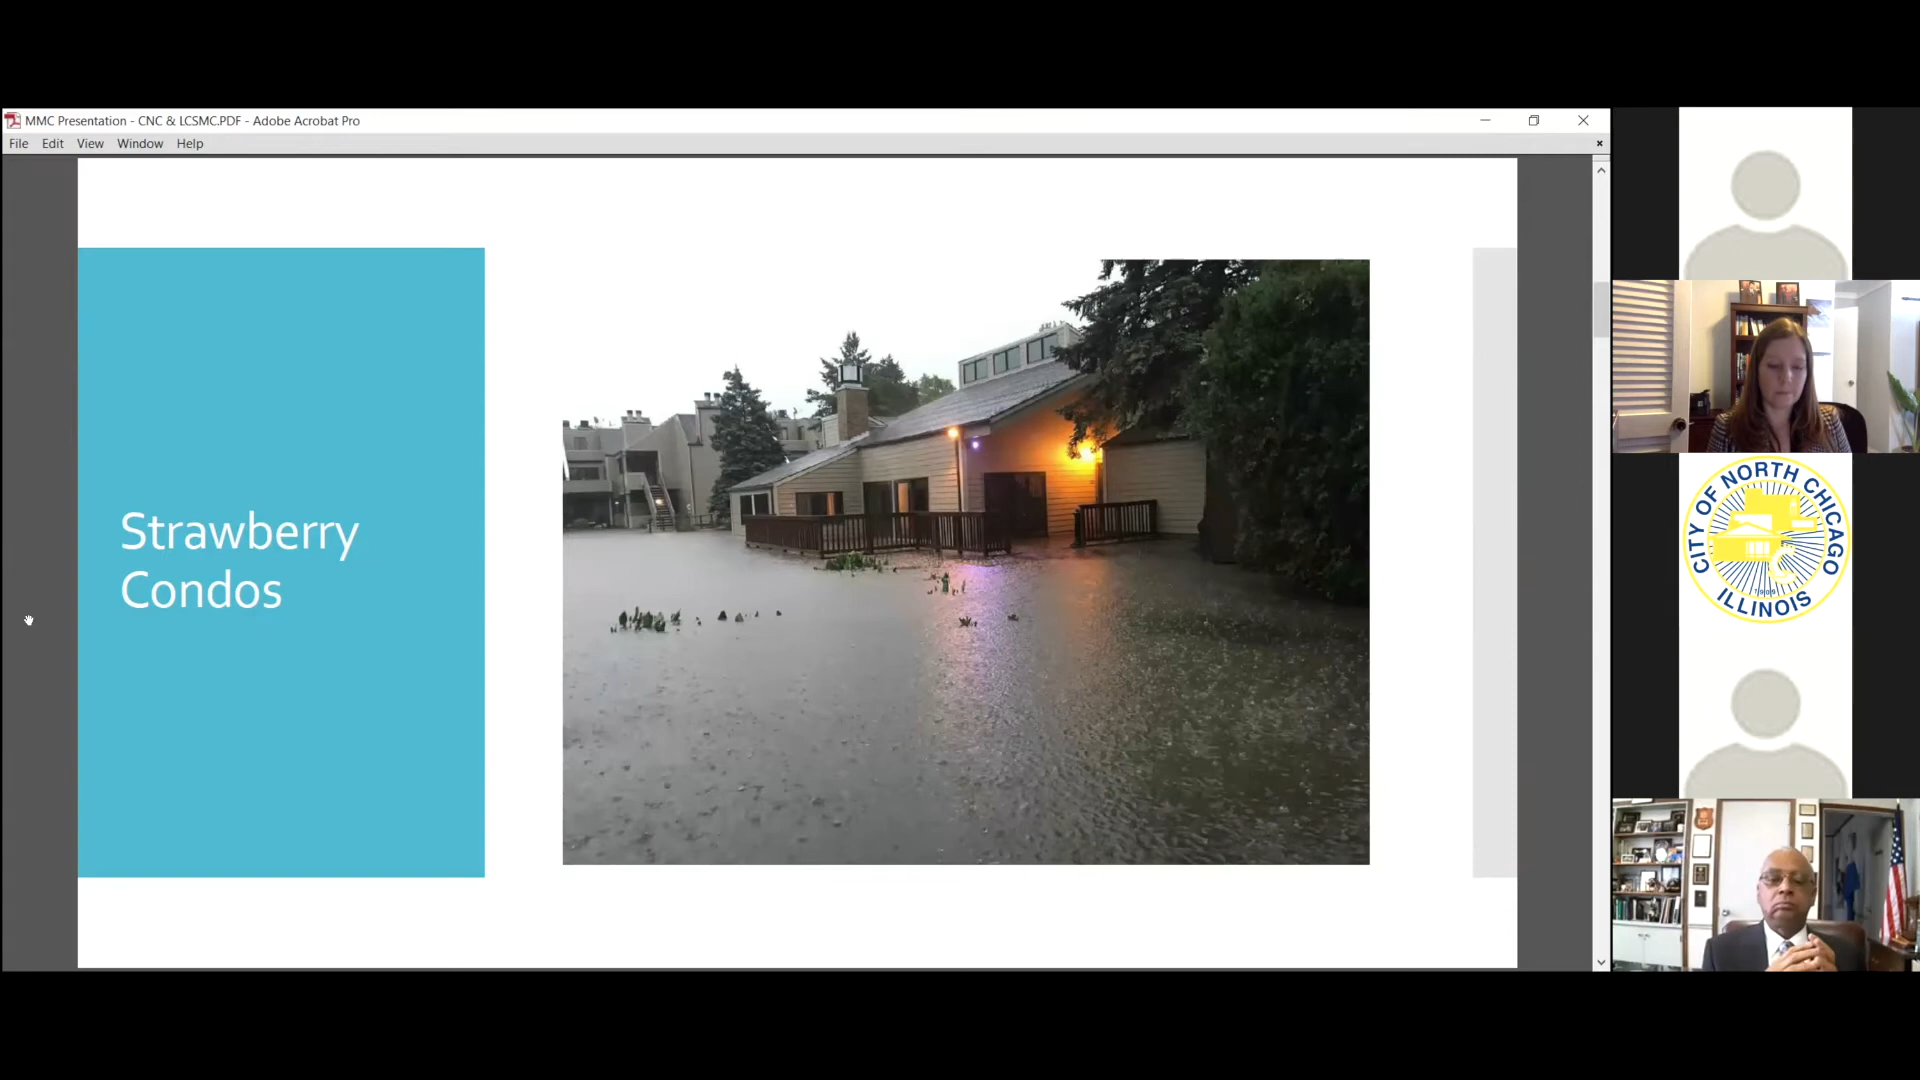 MMC Presentation - CNC & LCSMC.PDF - Adobe Acrobat Pro
File Edit View Window Help
Strawberry
Condos
CITY OF NORTH CHICAGO
1909
ILLINOIS